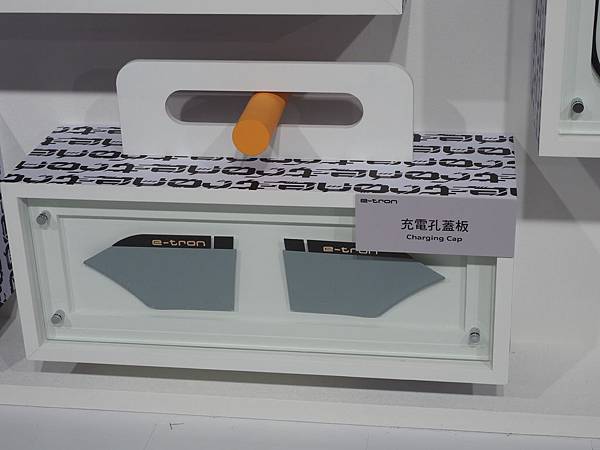 e-tron
充電孔蓋板
Charging Cap
e-tron
e-tron